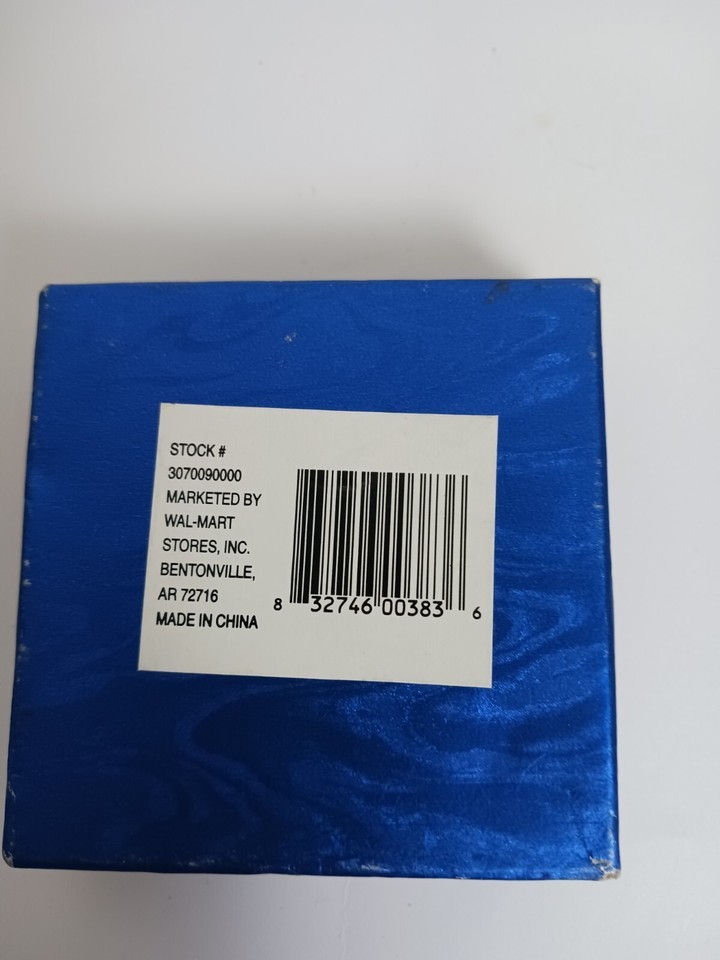 STOCK #
3070090000
MARKETED BY
WAL-MART
STORES, INC.
BENTONVILLE,
AR 72716
MADE IN CHINA
8 32746 00383 6